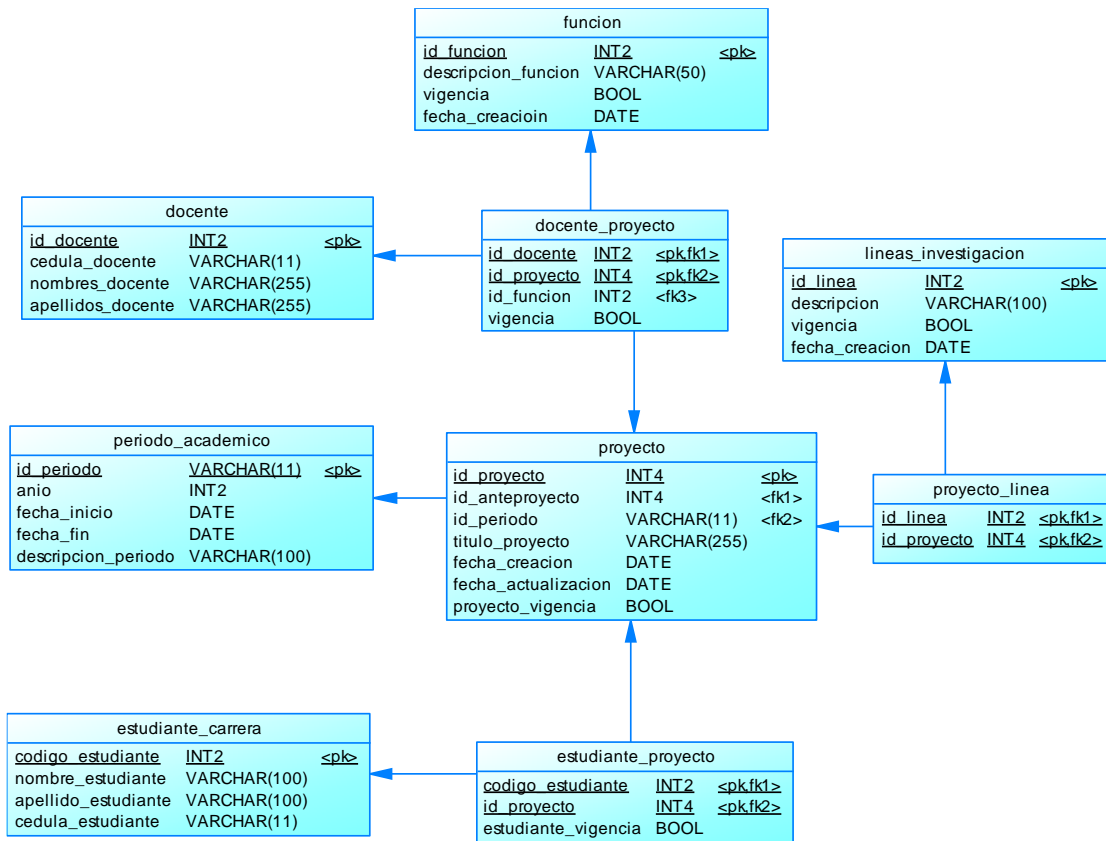 funcion
id_funcion INT2 <pk>
descripcion_funcion VARCHAR(50)
vigencia BOOL
fecha_creacioin DATE
docente
id_docente INT2 <pk>
cedula_docente VARCHAR(11)
nombres_docente VARCHAR(255)
apellidos_docente VARCHAR(255)
docente_proyecto
id_docente INT2 <pk,fk1>
id_proyecto INT4 <pk,fk2>
id_funcion INT2 <fk3>
vigencia BOOL
lineas_investigacion
id_linea INT2 <pk>
descripcion VARCHAR(100)
vigencia BOOL
fecha_creacion DATE
periodo_academico
id_periodo VARCHAR(11) <pk>
anio INT2
fecha_inicio DATE
fecha_fin DATE
descripcion_periodo VARCHAR(100)
proyecto
id_proyecto INT4 <pk>
id_anteproyecto INT4 <fk1>
id_periodo VARCHAR(11) <fk2>
titulo_proyecto VARCHAR(255)
fecha_creacion DATE
fecha_actualizacion DATE
proyecto_vigencia BOOL
proyecto_linea
id_linea INT2 <pk,fk1>
id_proyecto INT4 <pk,fk2>
estudiante_carrera
codigo_estudiante INT2 <pk>
nombre_estudiante VARCHAR(100)
apellido_estudiante VARCHAR(100)
cedula_estudiante VARCHAR(11)
estudiante_proyecto
codigo_estudiante INT2 <pk,fk1>
id_proyecto INT4 <pk,fk2>
estudiante_vigencia BOOL